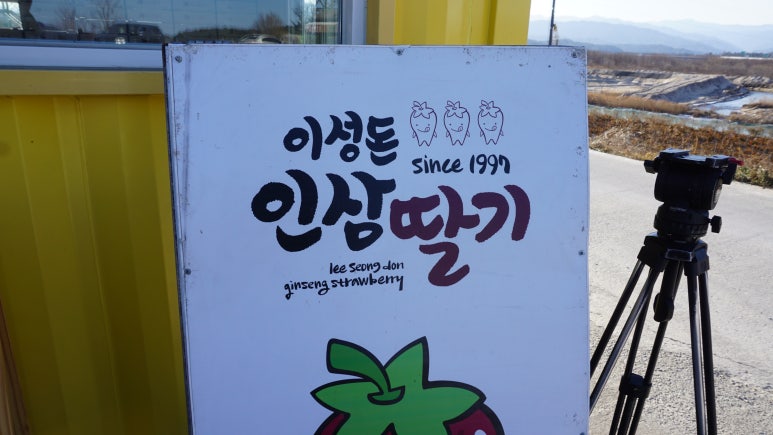 이성돈
since 1997
인삼딸기
lee seong don
ginseng strawberry